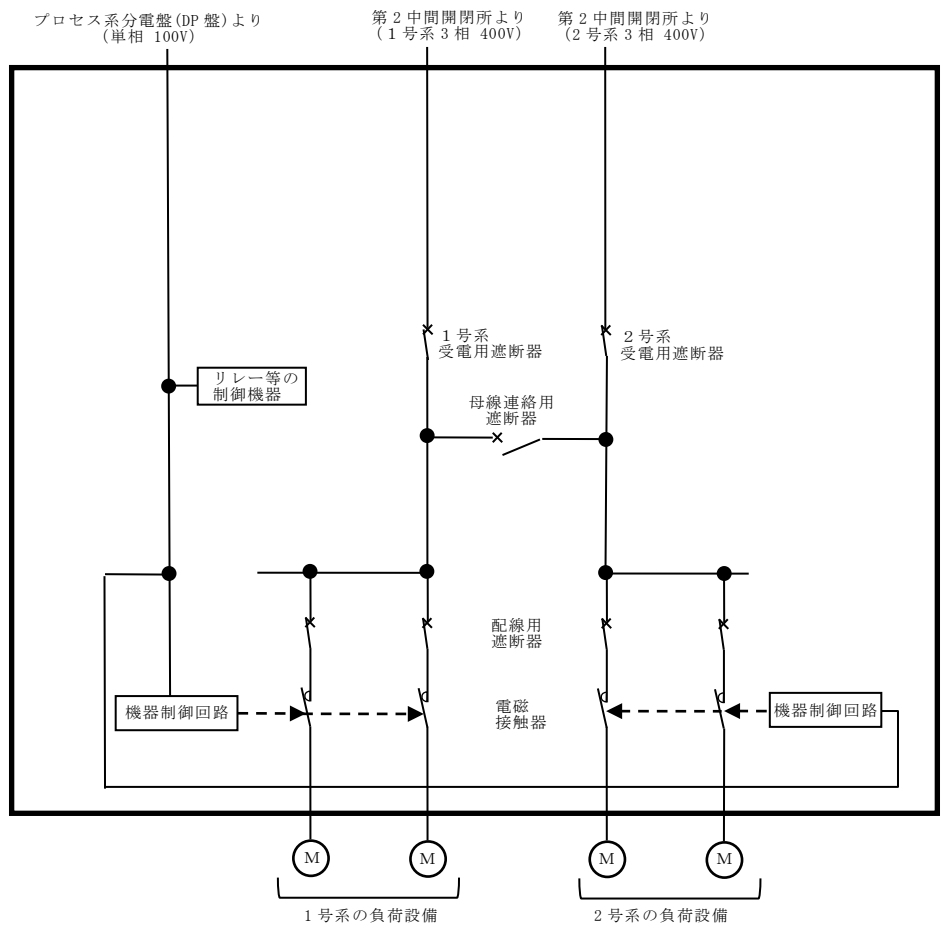 プロセス系分電盤(DP 盤)より
(単相 100V)
第２中間開閉所より
(１号系３相 400V)
第２中間開閉所より
(２号系３相 400V)
１号系
受電用遮断器
２号系
受電用遮断器
リレー等の
制御機器
母線連絡用
遮断器
配線用
遮断器
機器制御回路
電磁
接触器
機器制御回路
M
M
M
M
１号系の負荷設備
２号系の負荷設備